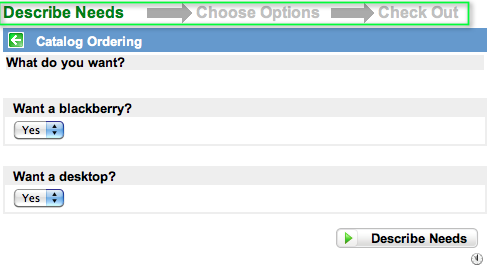 Describe Needs Choose Options Check Out
Catalog Ordering
What do you want?
Want a blackberry?
Yes
Want a desktop?
Yes
Describe Needs